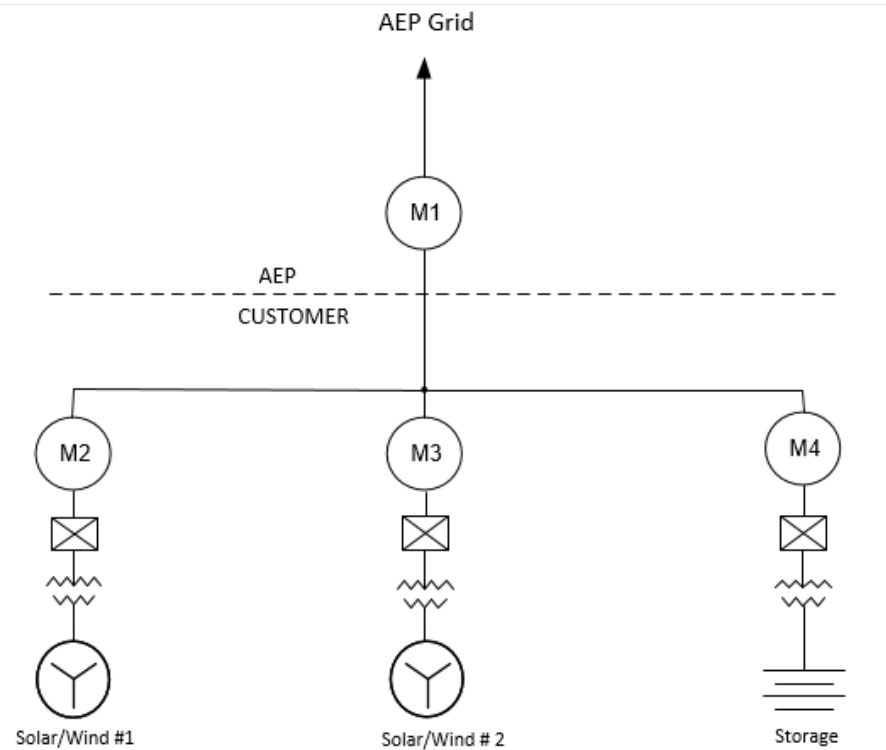 AEP Grid
M1
AEP
CUSTOMER
M2
M3
M4
Solar/Wind #1
Solar/Wind # 2
Storage